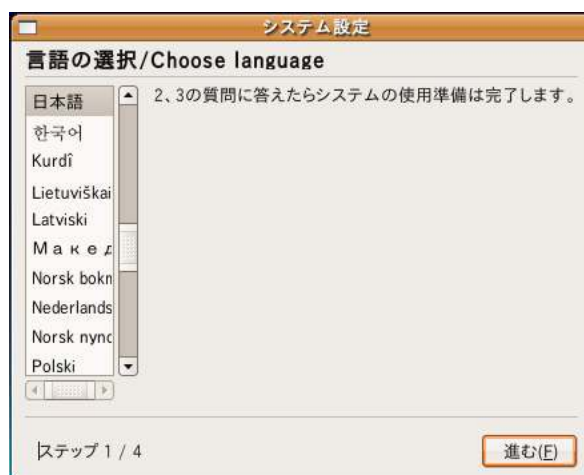 システム設定
言語の選択/Choose language
日本語
2、3の質問に答えたらシステムの使用準備は完了します。
한국어
Kurdî
Lietuviškai
Latviski
Макед
Norsk bokm
Nederlands
Norsk nyno
Polski
ステップ 1 / 4
進む(F)